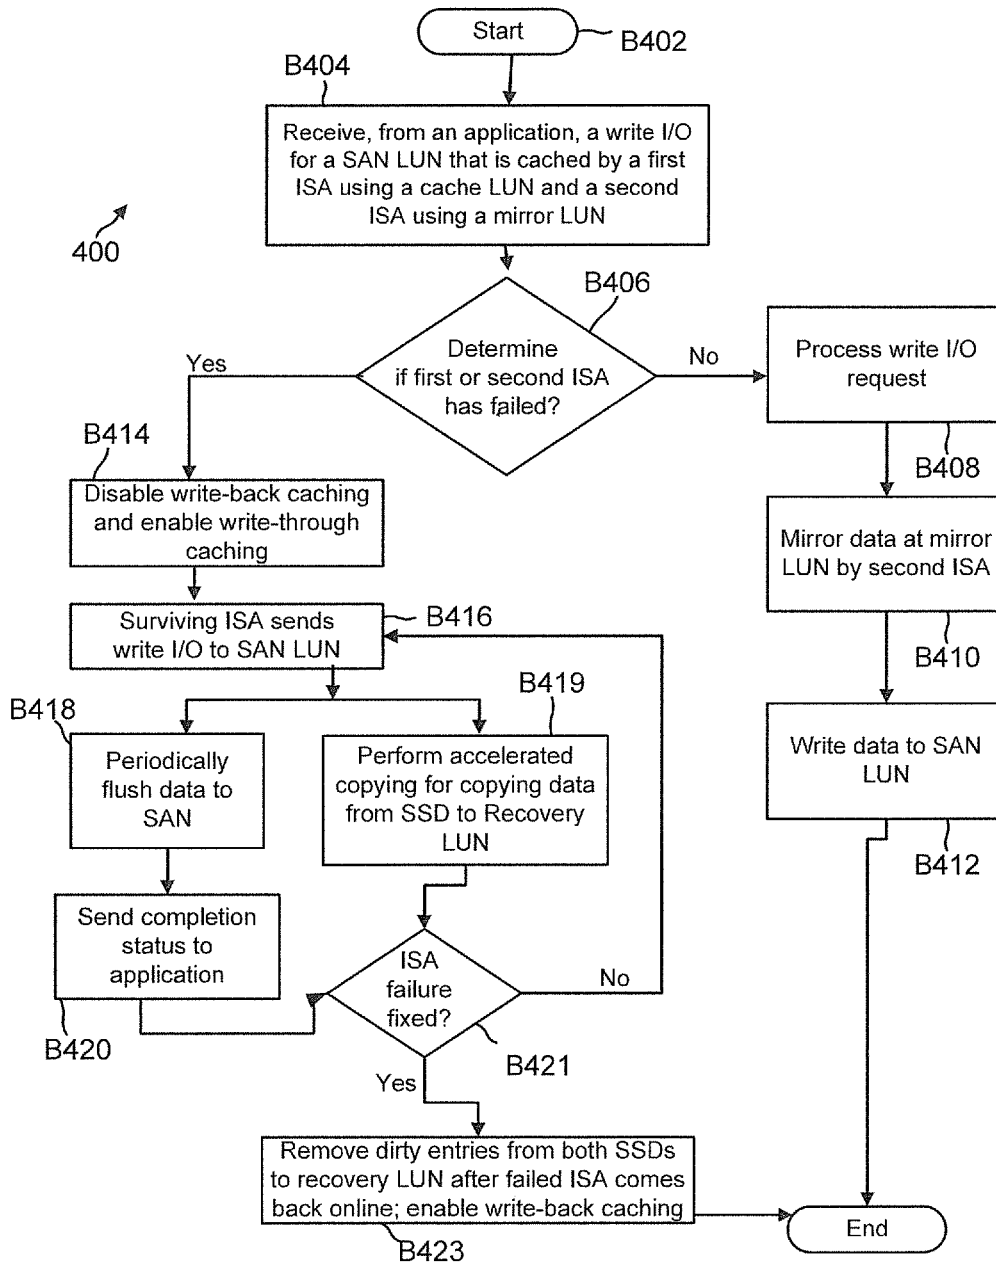 Start
B402
B404
Receive, from an application, a write I/O
for a SAN LUN that is cached by a first
ISA using a cache LUN and a second
ISA using a mirror LUN
400
B406
Determine
if first or second ISA
has failed?
Yes
No
Process write I/O
request
B408
B414
Disable write-back caching
and enable write-through
caching
Mirror data at mirror
LUN by second ISA
B410
Surviving ISA sends
write I/O to SAN LUN
B416
B418
Periodically
flush data to
SAN
B419
Perform accelerated
copying for copying data
from SSD to Recovery
LUN
Write data to SAN
LUN
B412
Send completion
status to
application
B420
ISA
failure
fixed?
No
B421
Yes
Remove dirty entries from both SSDs
to recovery LUN after failed ISA comes
back online; enable write-back caching
B423
End